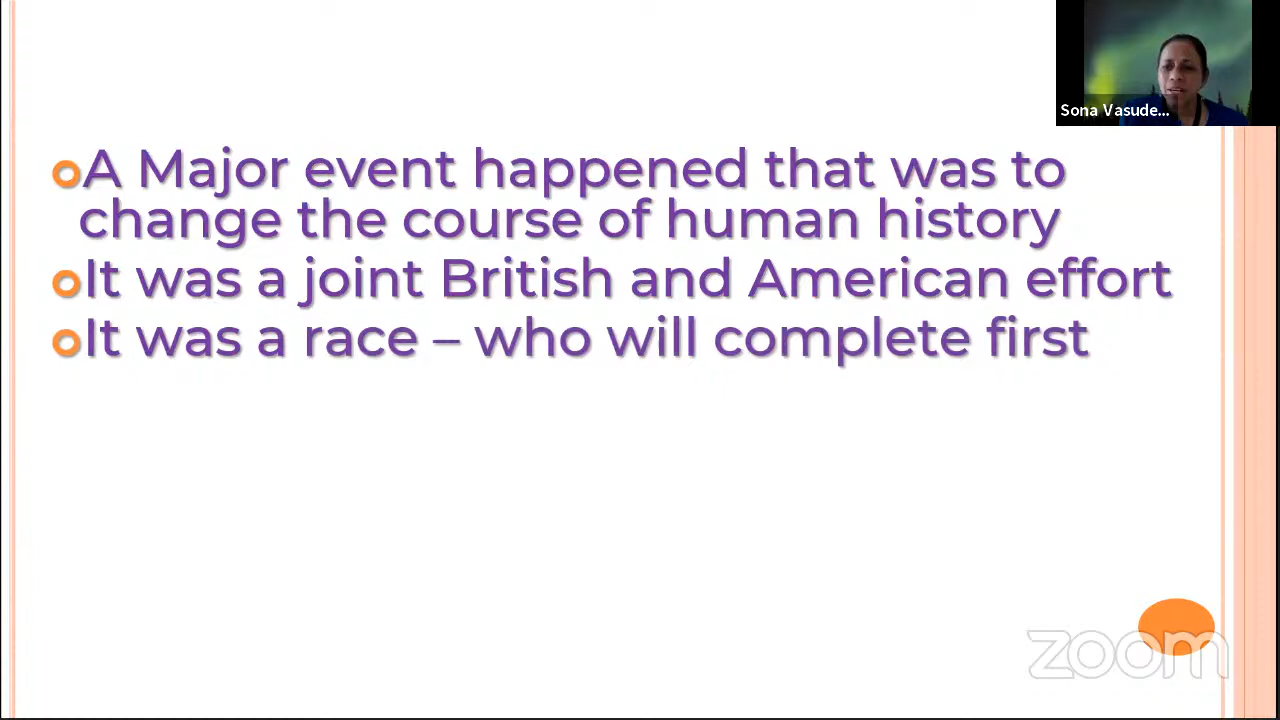 Sona Vasude...
A Major event happened that was to
change the course of human history
It was a joint British and American effort
It was a race – who will complete first
zoom